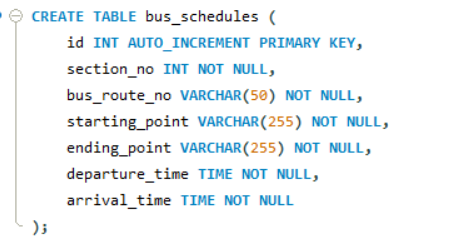 CREATE TABLE bus_schedules (
id INT AUTO_INCREMENT PRIMARY KEY,
section_no INT NOT NULL,
bus_route_no VARCHAR(50) NOT NULL,
starting_point VARCHAR(255) NOT NULL,
ending_point VARCHAR(255) NOT NULL,
departure_time TIME NOT NULL,
arrival_time TIME NOT NULL
);